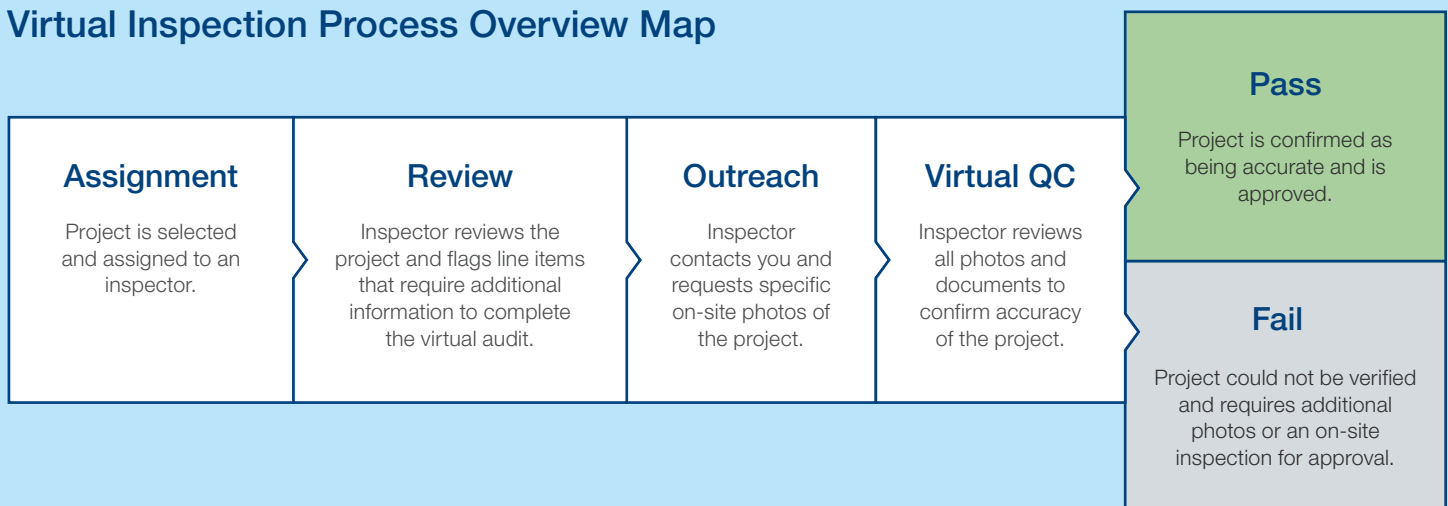 Virtual Inspection Process Overview Map
Assignment
Project is selected
and assigned to an
inspector.
Review
Inspector reviews the
project and flags line items
that require additional
information to complete
the virtual audit.
Outreach
Inspector
contacts you and
requests specific
on-site photos of
the project.
Virtual QC
Inspector reviews
all photos and
documents to
confirm accuracy
of the project.
Pass
Project is confirmed as
being accurate and is
approved.
Fail
Project could not be verified
and requires additional
photos or an on-site
inspection for approval.